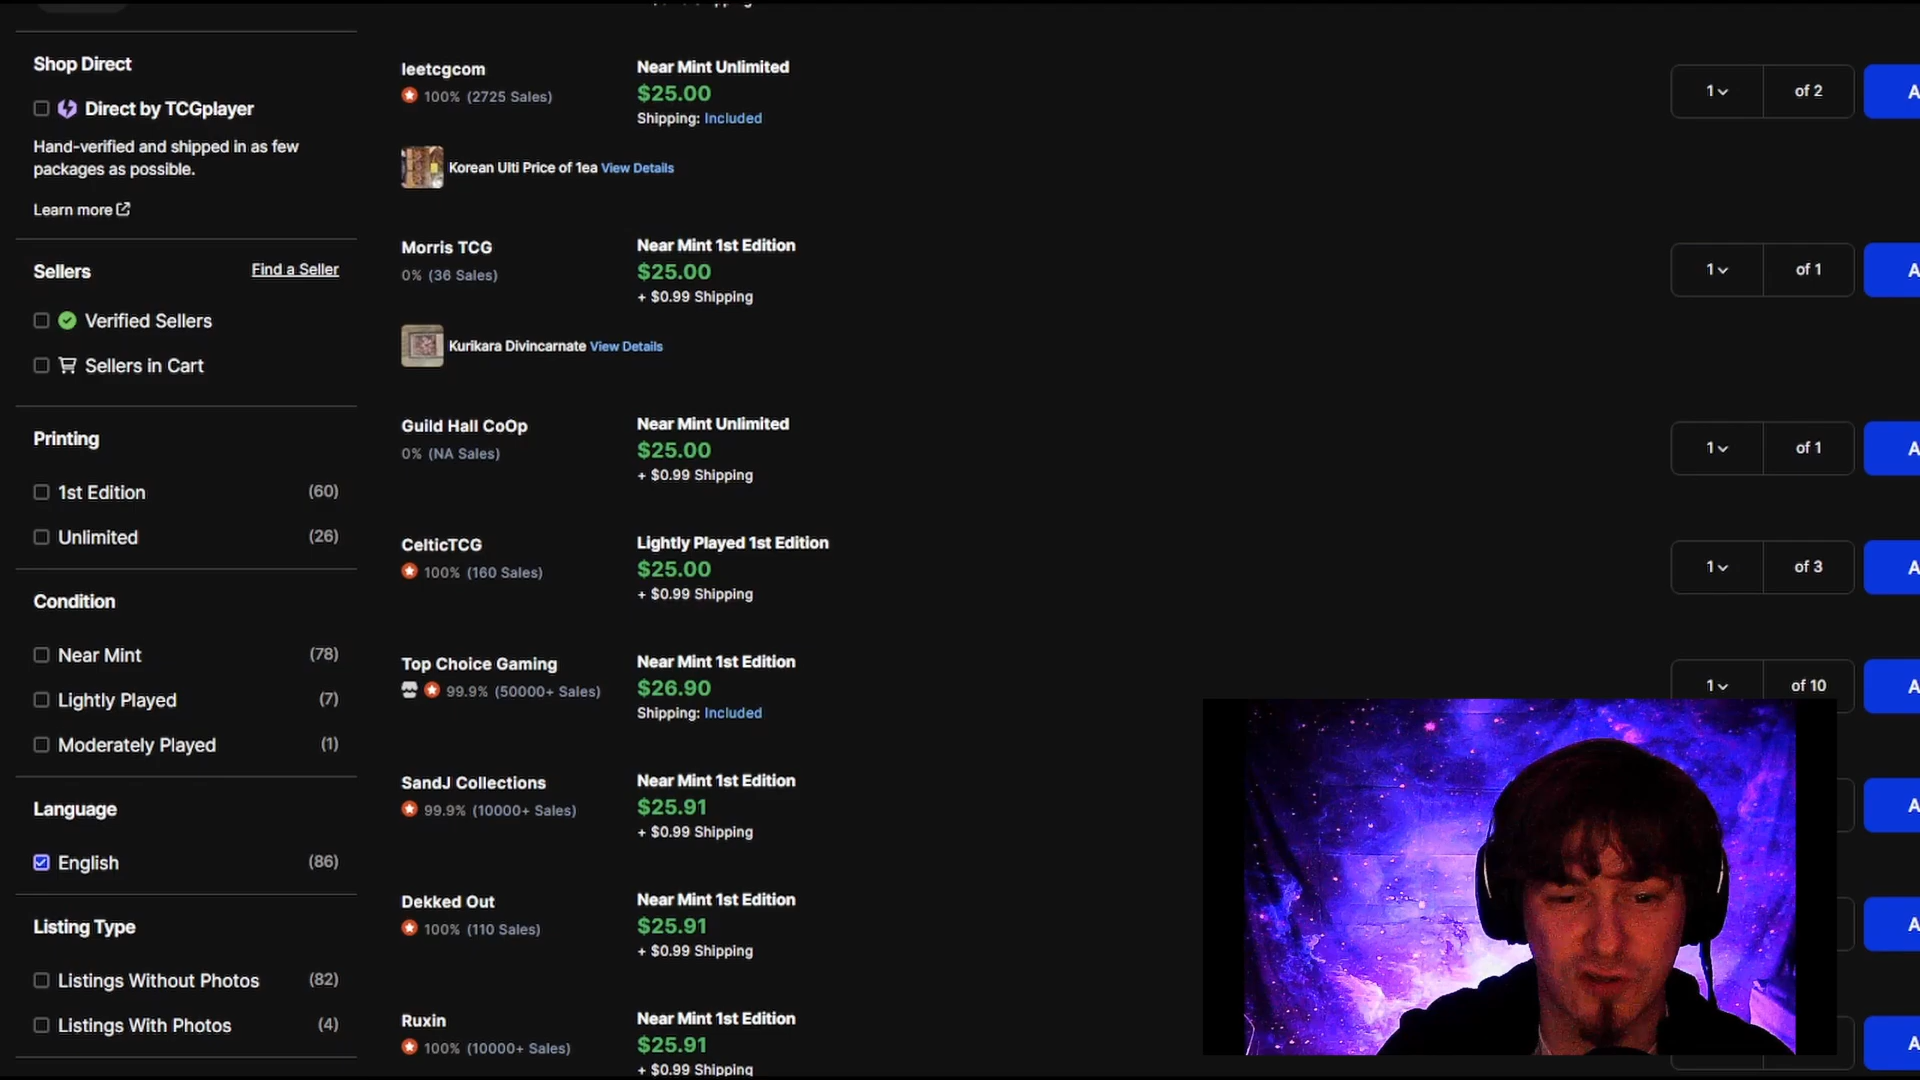 Shop Direct
Direct by TCGplayer
Hand-verified and shipped in as few
packages as possible.
Learn more
Sellers
Find a Seller
Verified Sellers
Sellers in Cart
Printing
1st Edition (60)
Unlimited (26)
Condition
Near Mint (78)
Lightly Played (7)
Moderately Played (1)
Language
English (86)
Listing Type
Listings Without Photos (82)
Listings With Photos (4)
leetcgcom
100% (2725 Sales)
Near Mint Unlimited
$25.00
Shipping: Included
1 of 2
Korean Ulti Price of 1ea View Details
Morris TCG
0% (36 Sales)
Near Mint 1st Edition
$25.00
+ $0.99 Shipping
1 of 1
Kurikara Divincarnate View Details
Guild Hall CoOp
0% (NA Sales)
Near Mint Unlimited
$25.00
+ $0.99 Shipping
1 of 1
CelticTCG
100% (160 Sales)
Lightly Played 1st Edition
$25.00
+ $0.99 Shipping
1 of 3
Top Choice Gaming
99.9% (50000+ Sales)
Near Mint 1st Edition
$26.90
Shipping: Included
1 of 10
SandJ Collections
99.9% (10000+ Sales)
Near Mint 1st Edition
$25.91
+ $0.99 Shipping
Dekked Out
100% (110 Sales)
Near Mint 1st Edition
$25.91
+ $0.99 Shipping
Ruxin
100% (10000+ Sales)
Near Mint 1st Edition
$25.91
+ $0.99 Shipping